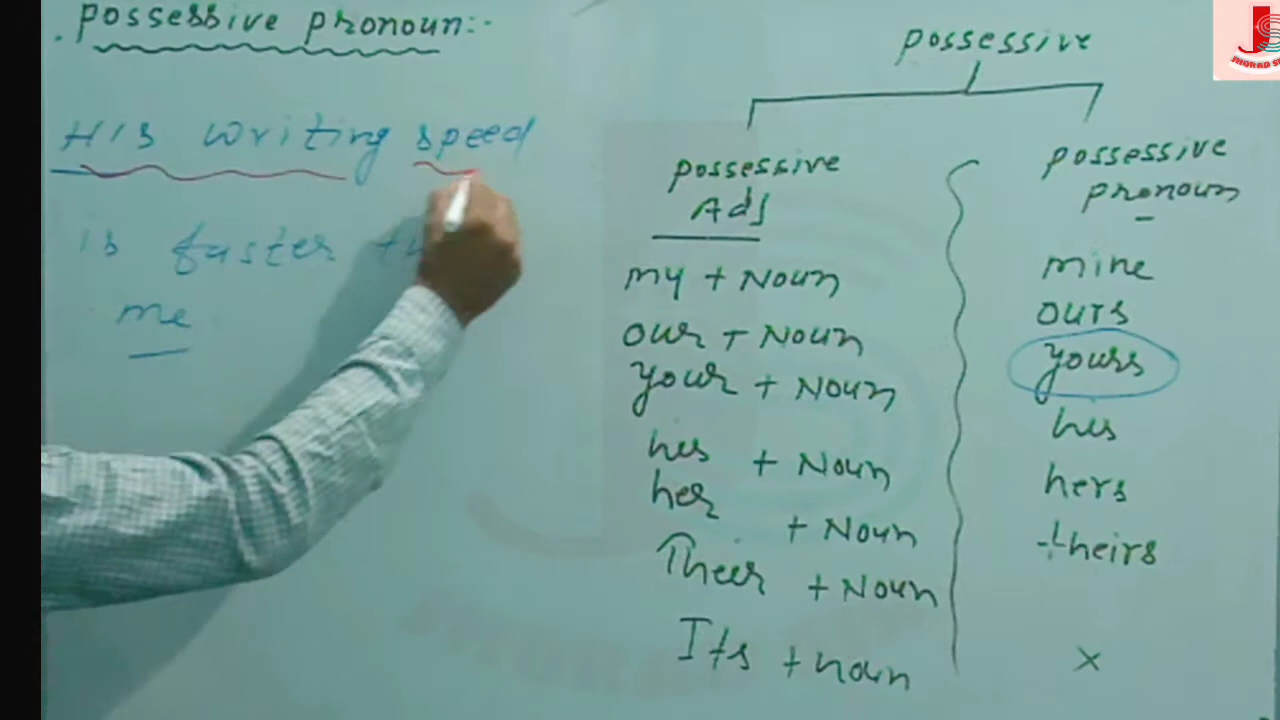 Possessive pronoun:-
His writing speed
is faster
me
Possessive
Possessive
Adj
my + Noun
our + Noun
your + Noun
his + Noun
her + Noun
Their + Noun
Its + noun
Possessive
pronoun
mine
ours
yours
his
hers
theirs
×